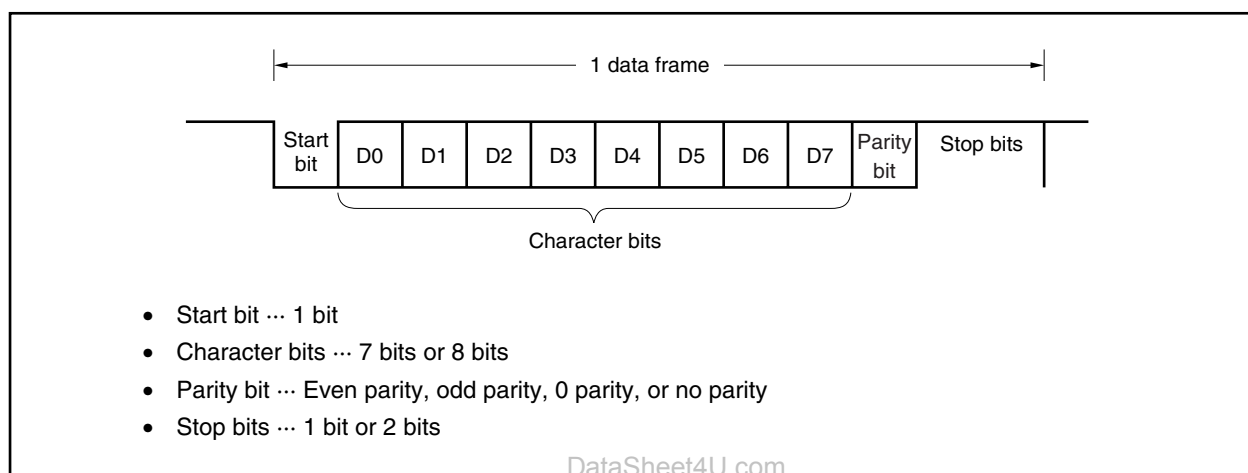 1 data frame
Start bit D0 D1 D2 D3 D4 D5 D6 D7 Parity bit Stop bits
Character bits
• Start bit ··· 1 bit
• Character bits ··· 7 bits or 8 bits
• Parity bit ··· Even parity, odd parity, 0 parity, or no parity
• Stop bits ··· 1 bit or 2 bits
DataSheet4U.com